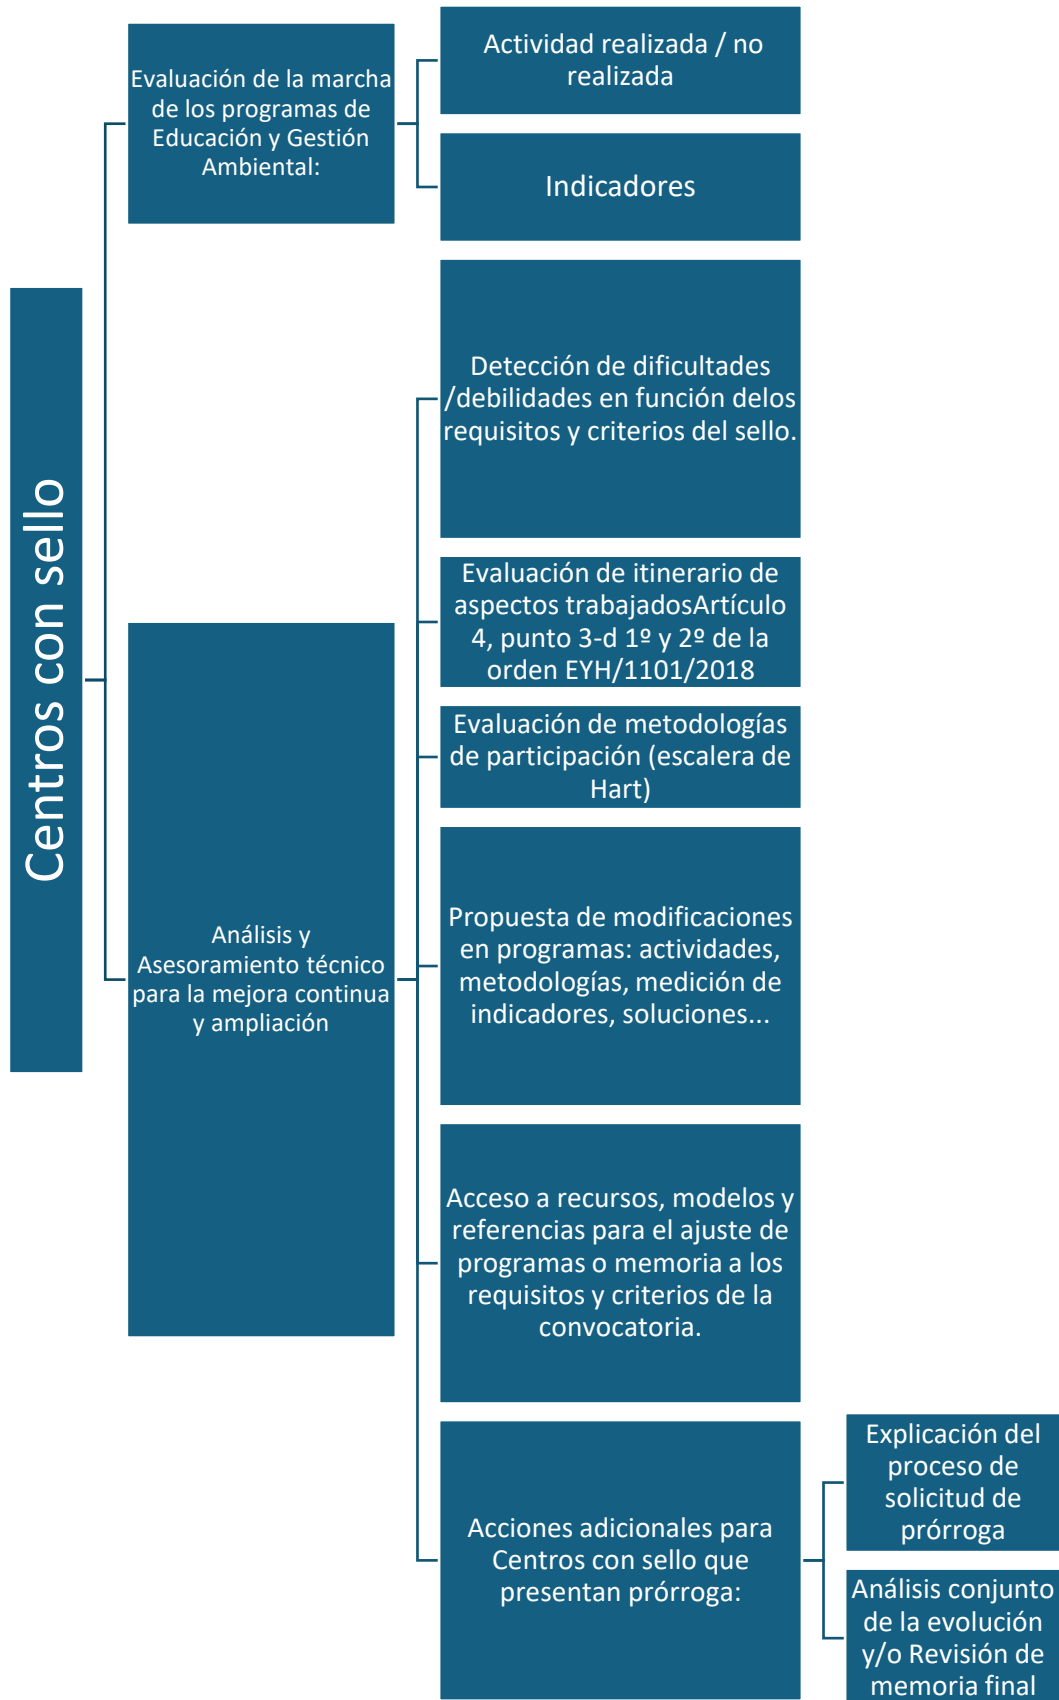 Centros con sello
Evaluación de la marcha
de los programas de
Educación y Gestión
Ambiental:
Actividad realizada / no
realizada
Indicadores
Análisis y
Asesoramiento técnico
para la mejora continua
y ampliación
Detección de dificultades
/debilidades en función delos
requisitos y criterios del sello.
Evaluación de itinerario de
aspectos trabajadosArtículo
4, punto 3-d 1º y 2º de la
orden EYH/1101/2018
Evaluación de metodologías
de participación (escalera de
Hart)
Propuesta de modificaciones
en programas: actividades,
metodologías, medición de
indicadores, soluciones...
Acceso a recursos, modelos y
referencias para el ajuste de
programas o memoria a los
requisitos y criterios de la
convocatoria.
Acciones adicionales para
Centros con sello que
presentan prórroga:
Explicación del
proceso de
solicitud de
prórroga
Análisis conjunto
de la evolución
y/o Revisión de
memoria final